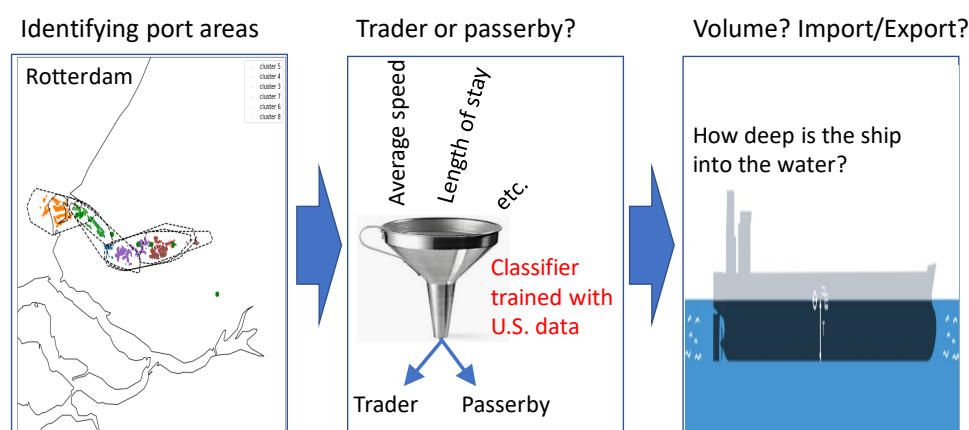 Identifying port areas
Rotterdam
cluster 5
cluster 4
cluster 3
cluster 7
cluster 6
cluster 8
Trader or passerby?
Average speed
Length of stay
etc.
Classifier
trained with
U.S. data
Trader
Passerby
Volume? Import/Export?
How deep is the ship
into the water?